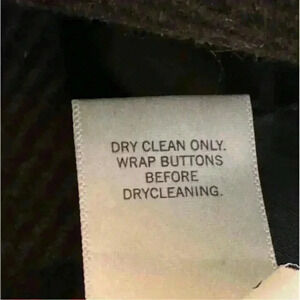 DRY CLEAN ONLY.
WRAP BUTTONS
BEFORE
DRYCLEANING.